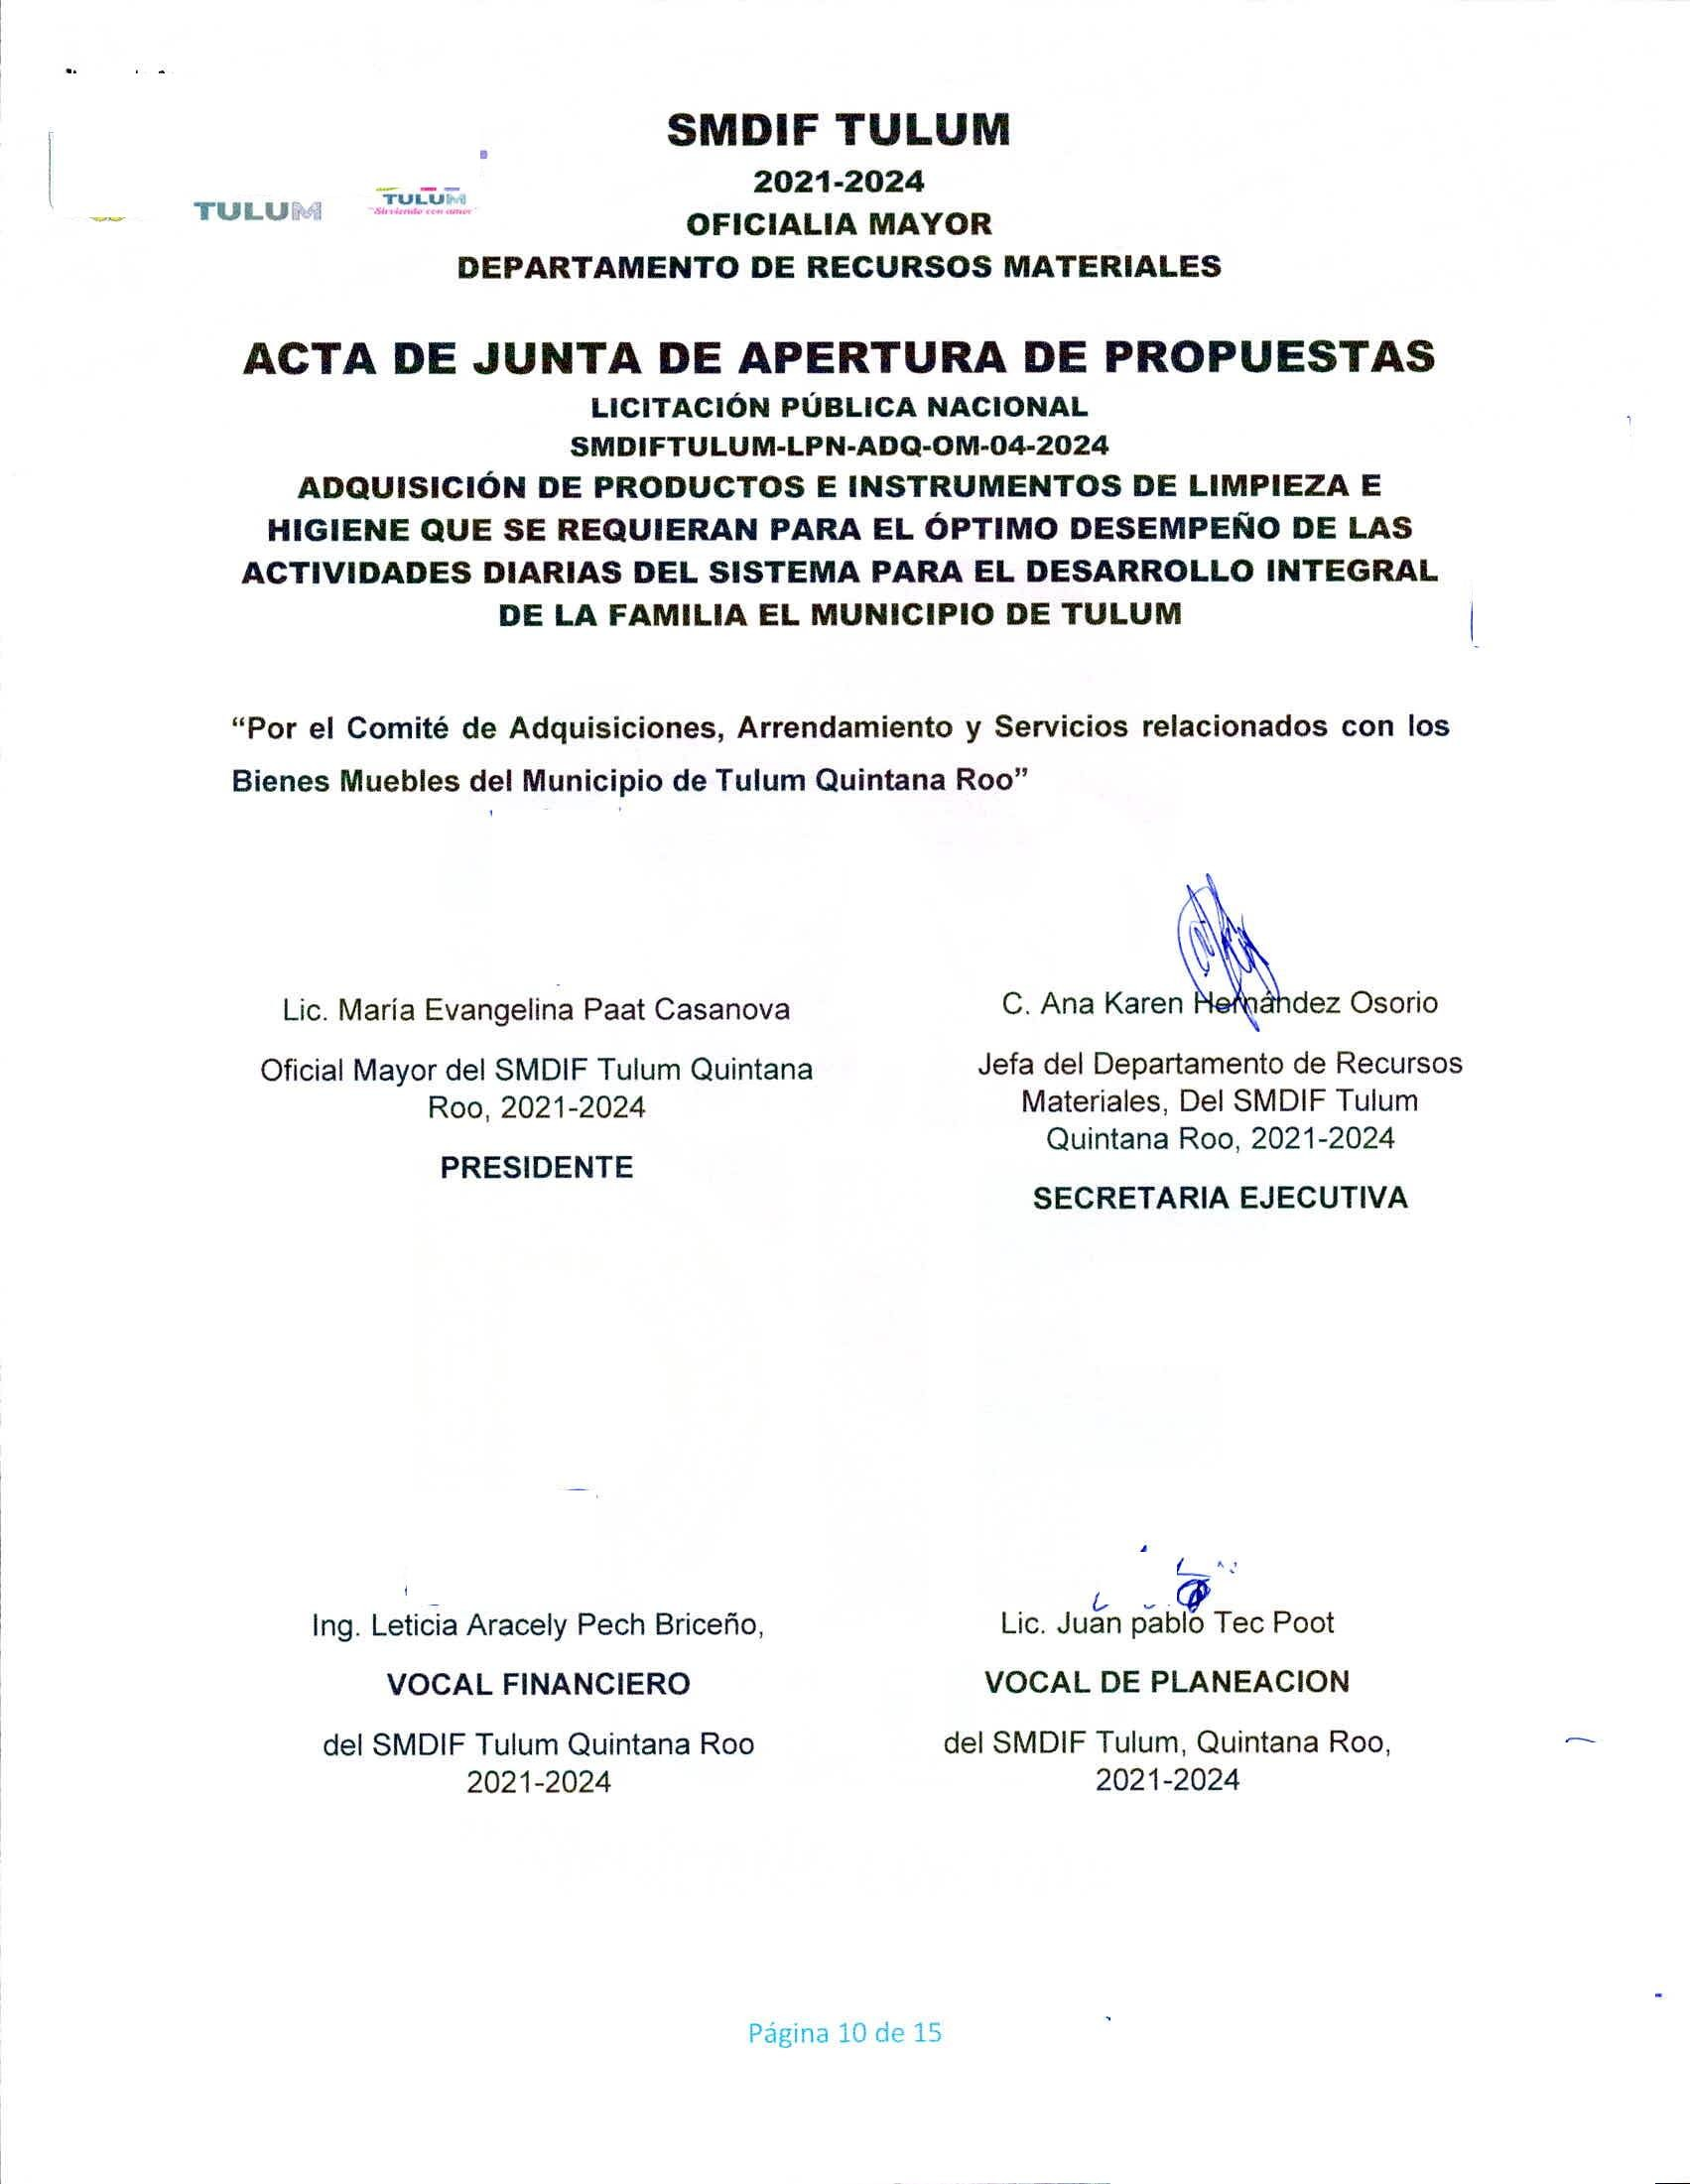 SMDIF TULUM
2021-2024
OFICIALIA MAYOR
DEPARTAMENTO DE RECURSOS MATERIALES
TULUM
TULUM
"Sirviendo con amor"
ACTA DE JUNTA DE APERTURA DE PROPUESTAS
LICITACIÓN PÚBLICA NACIONAL
SMDIFTULUM-LPN-ADQ-OM-04-2024
ADQUISICIÓN DE PRODUCTOS E INSTRUMENTOS DE LIMPIEZA E
HIGIENE QUE SE REQUIERAN PARA EL ÓPTIMO DESEMPEÑO DE LAS
ACTIVIDADES DIARIAS DEL SISTEMA PARA EL DESARROLLO INTEGRAL
DE LA FAMILIA EL MUNICIPIO DE TULUM
“Por el Comité de Adquisiciones, Arrendamiento y Servicios relacionados con los
Bienes Muebles del Municipio de Tulum Quintana Roo”
Lic. María Evangelina Paat Casanova
Oficial Mayor del SMDIF Tulum Quintana
Roo, 2021-2024
PRESIDENTE
C. Ana Karen Hernández Osorio
Jefa del Departamento de Recursos
Materiales, Del SMDIF Tulum
Quintana Roo, 2021-2024
SECRETARIA EJECUTIVA
Ing. Leticia Aracely Pech Briceño,
VOCAL FINANCIERO
del SMDIF Tulum Quintana Roo
2021-2024
Lic. Juan pablo Tec Poot
VOCAL DE PLANEACION
del SMDIF Tulum, Quintana Roo,
2021-2024
Página 10 de 15